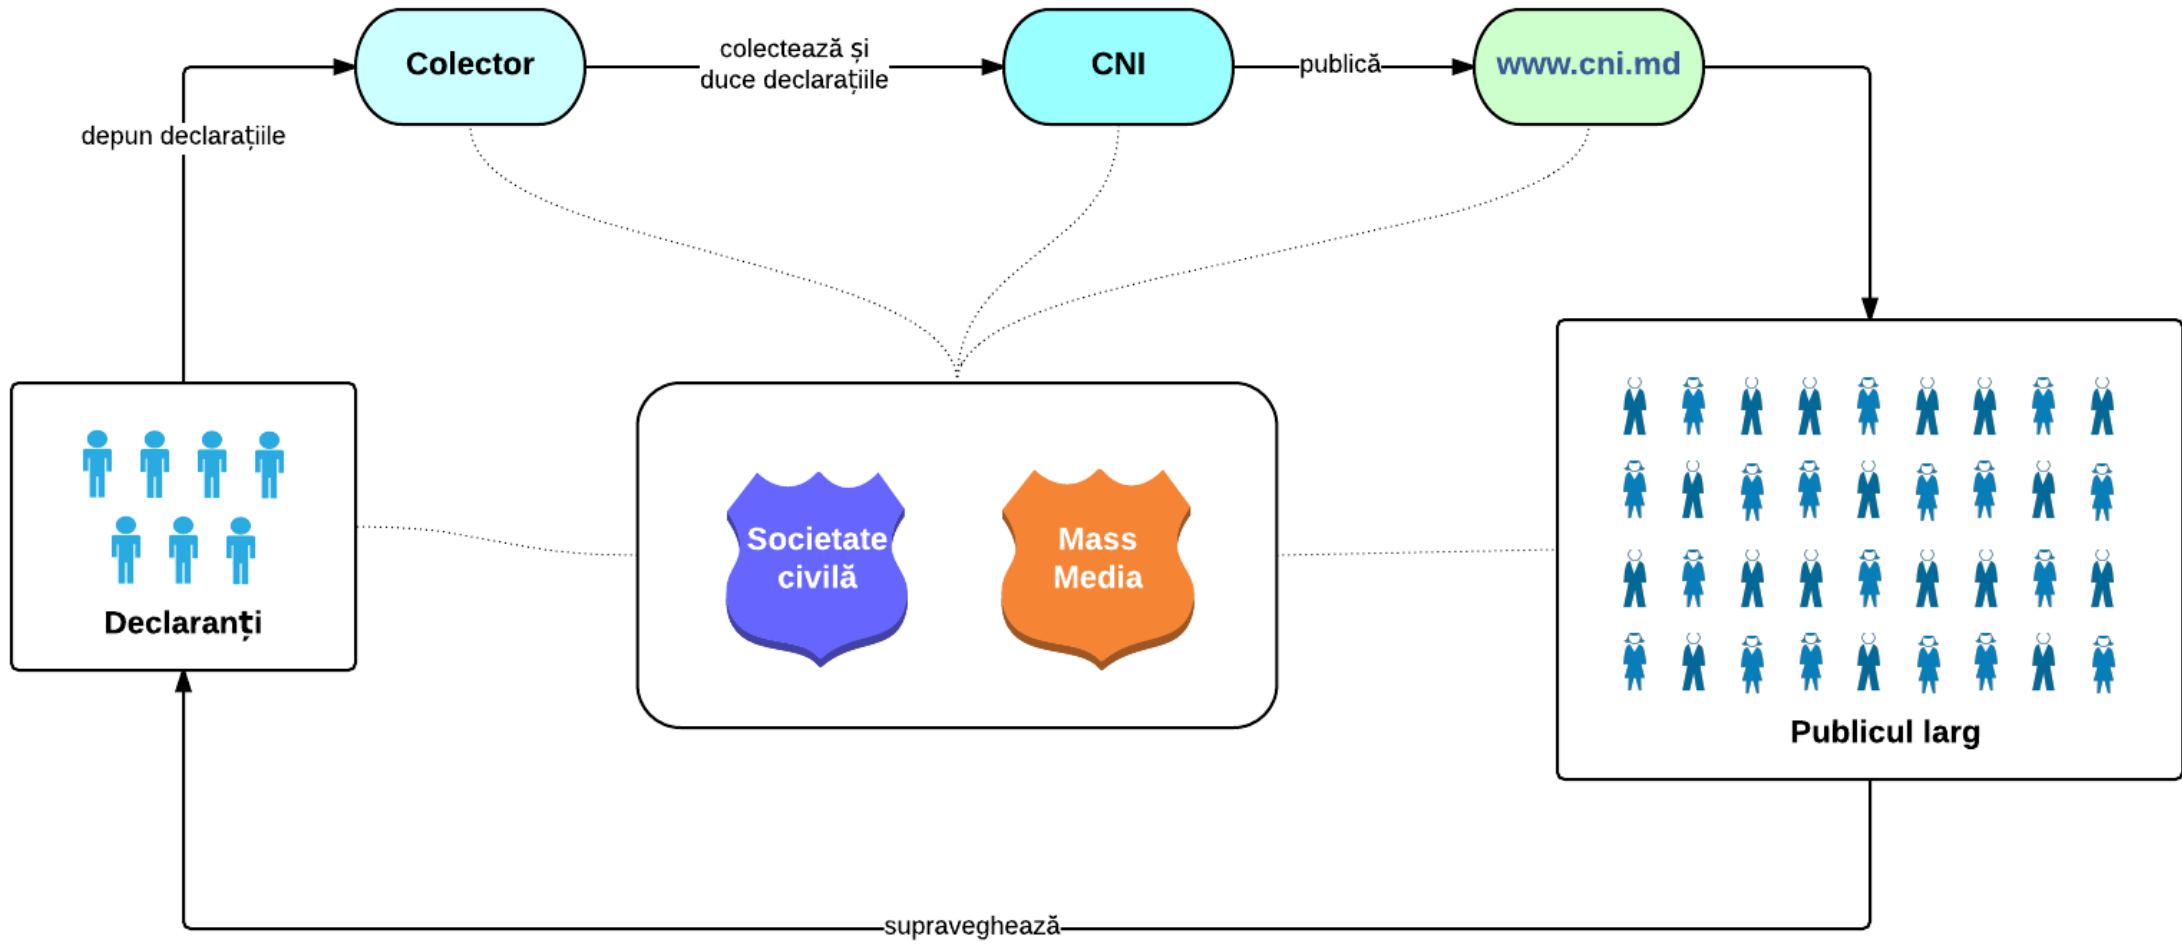 Colector
colectează și
duce declarațiile
CNI
publică
www.cni.md
depun declarațiile
Declaranți
Societate
civilă
Mass
Media
Publicul larg
supraveghează